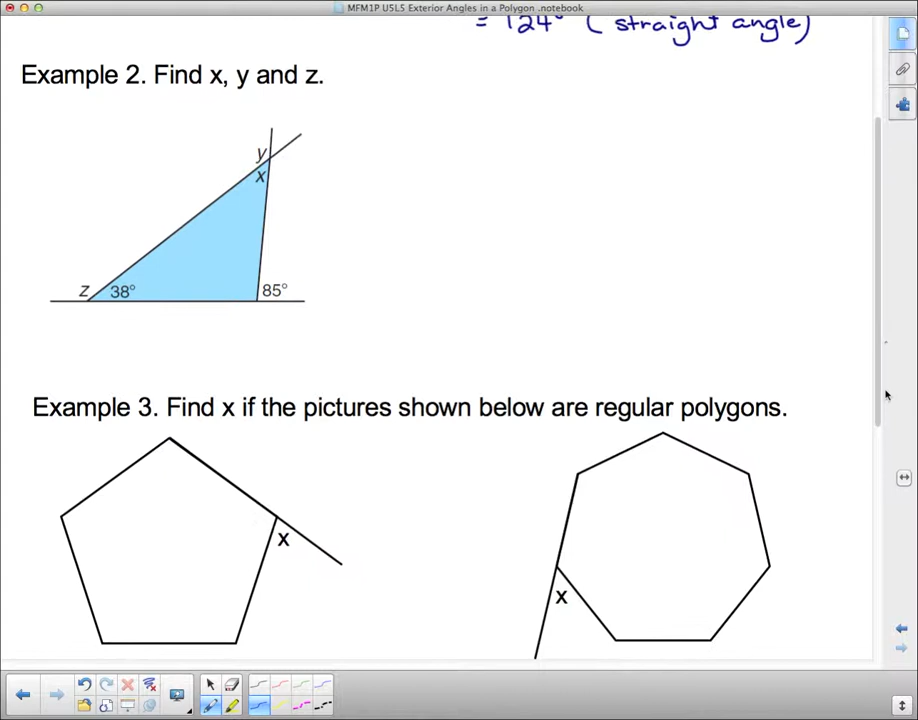 MFM1P U5L5 Exterior Angles in a Polygon .notebook
= 124° ( straight angle)
Example 2. Find x, y and z.
y
x
z 38° 85°
Example 3. Find x if the pictures shown below are regular polygons.
x
x